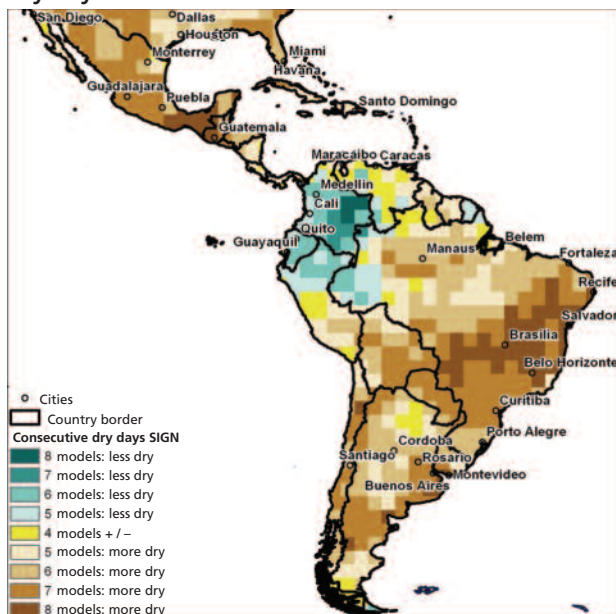 San Diego
Dallas
Houston
Monterrey
Miami
Havana
Guadalajara
Puebla
Santo Domingo
Guatemala
Maracaibo
Caracas
Medellin
Cali
Quito
Guayaquil
Manaus
Belem
Fortaleza
Recife
Salvador
Brasilia
Belo Horizonte
Curitiba
Porto Alegre
Cordoba
Santiago
Rosario
Montevideo
Buenos Aires
Cities
Country border
Consecutive dry days SIGN
8 models: less dry
7 models: less dry
6 models: less dry
5 models: less dry
4 models + / –
5 models: more dry
6 models: more dry
7 models: more dry
8 models: more dry